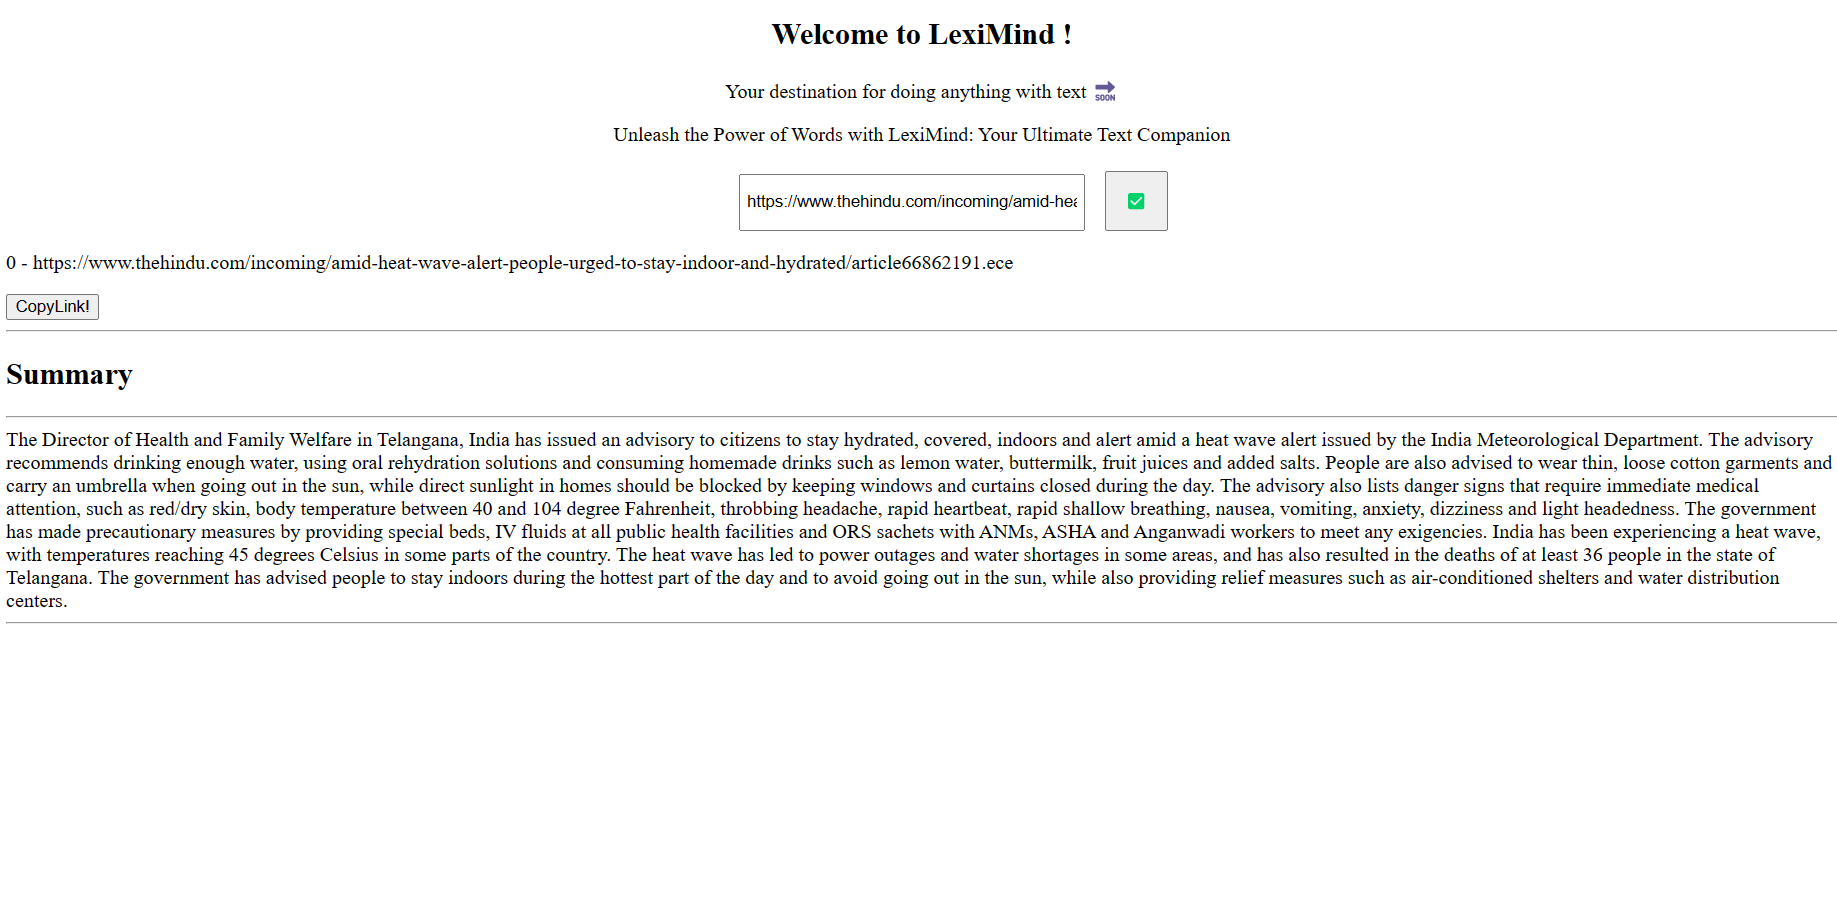 Welcome to LexiMind !
Your destination for doing anything with text 🔜
Unleash the Power of Words with LexiMind: Your Ultimate Text Companion
https://www.thehindu.com/incoming/amid-hea
0 - https://www.thehindu.com/incoming/amid-heat-wave-alert-people-urged-to-stay-indoor-and-hydrated/article66862191.ece
CopyLink!
Summary
The Director of Health and Family Welfare in Telangana, India has issued an advisory to citizens to stay hydrated, covered, indoors and alert amid a heat wave alert issued by the India Meteorological Department. The advisory
recommends drinking enough water, using oral rehydration solutions and consuming homemade drinks such as lemon water, buttermilk, fruit juices and added salts. People are also advised to wear thin, loose cotton garments and
carry an umbrella when going out in the sun, while direct sunlight in homes should be blocked by keeping windows and curtains closed during the day. The advisory also lists danger signs that require immediate medical
attention, such as red/dry skin, body temperature between 40 and 104 degree Fahrenheit, throbbing headache, rapid heartbeat, rapid shallow breathing, nausea, vomiting, anxiety, dizziness and light headedness. The government
has made precautionary measures by providing special beds, IV fluids at all public health facilities and ORS sachets with ANMs, ASHA and Anganwadi workers to meet any exigencies. India has been experiencing a heat wave,
with temperatures reaching 45 degrees Celsius in some parts of the country. The heat wave has led to power outages and water shortages in some areas, and has also resulted in the deaths of at least 36 people in the state of
Telangana. The government has advised people to stay indoors during the hottest part of the day and to avoid going out in the sun, while also providing relief measures such as air-conditioned shelters and water distribution
centers.